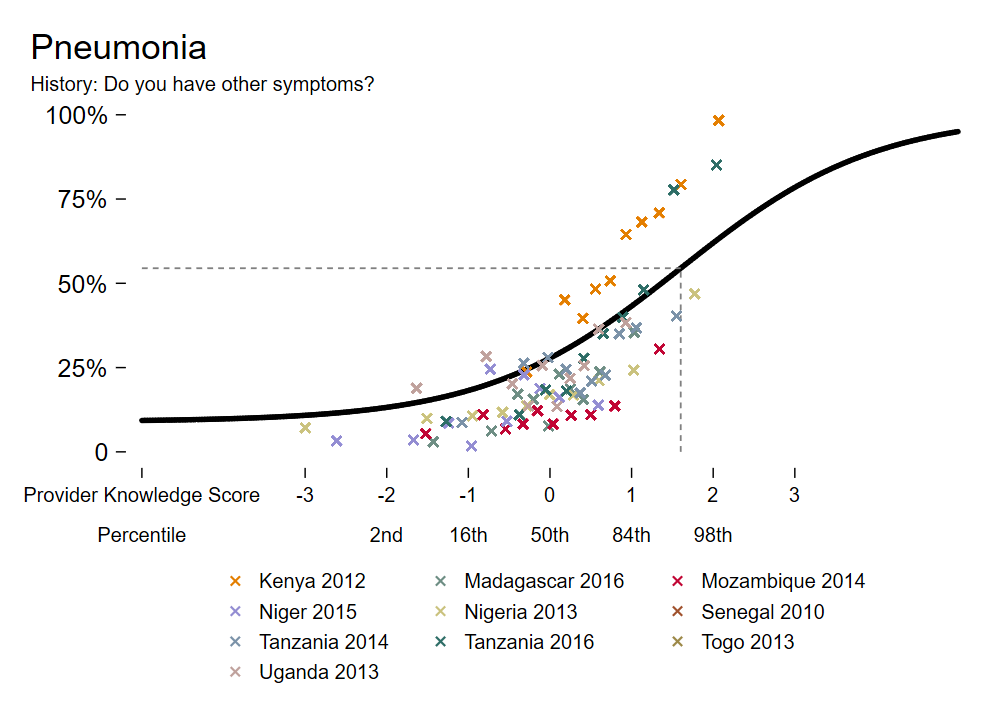 Pneumonia
History: Do you have other symptoms?
100%
75%
50%
25%
0
Provider Knowledge Score -3 -2 -1 0 1 2 3
Percentile 2nd 16th 50th 84th 98th
Kenya 2012 Madagascar 2016 Mozambique 2014
Niger 2015 Nigeria 2013 Senegal 2010
Tanzania 2014 Tanzania 2016 Togo 2013
Uganda 2013